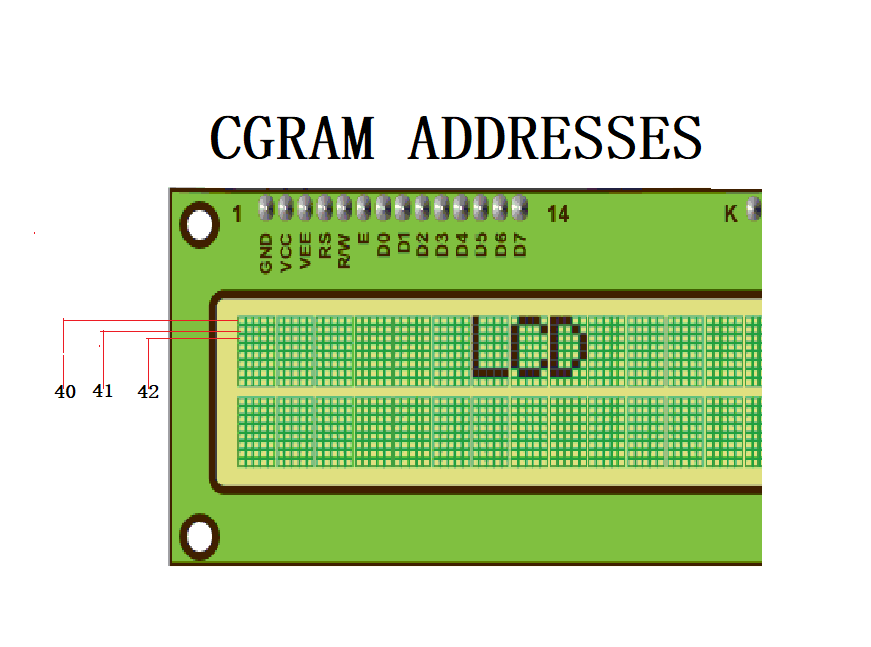 CGRAM ADDRESSES
1 14 K
GND VCC VEE RS R/W E D0 D1 D2 D3 D4 D5 D6 D7
LCD
40 41 42